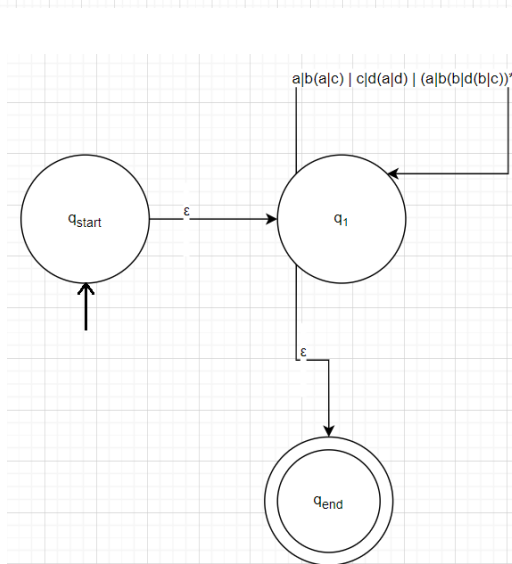 a|b(a|c) | c|d(a|d) | (a|b(b|d(b|c))*
ε
qstart
q1
ε
qend